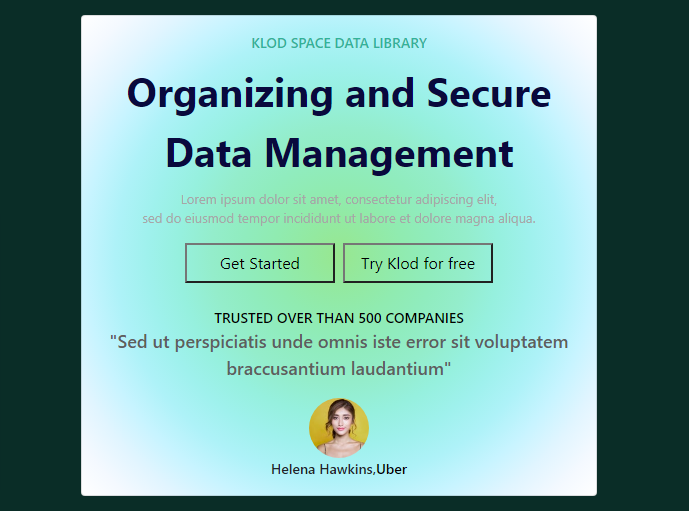 KLOD SPACE DATA LIBRARY
Organizing and Secure
Data Management
Lorem ipsum dolor sit amet, consectetur adipiscing elit,
sed do eiusmod tempor incididunt ut labore et dolore magna aliqua.
Get Started
Try Klod for free
TRUSTED OVER THAN 500 COMPANIES
"Sed ut perspiciatis unde omnis iste error sit voluptatem
braccusantium laudantium"
Helena Hawkins,Uber